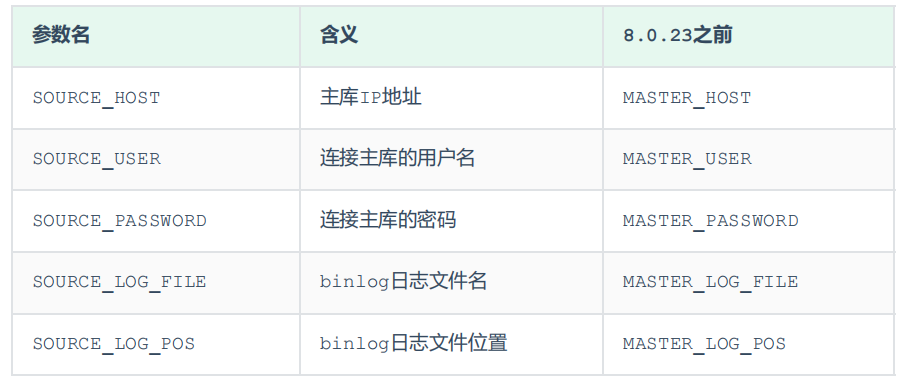 参数名 含义 8.0.23之前
SOURCE_HOST 主库IP地址 MASTER_HOST
SOURCE_USER 连接主库的用户名 MASTER_USER
SOURCE_PASSWORD 连接主库的密码 MASTER_PASSWORD
SOURCE_LOG_FILE binlog日志文件名 MASTER_LOG_FILE
SOURCE_LOG_POS binlog日志文件位置 MASTER_LOG_POS